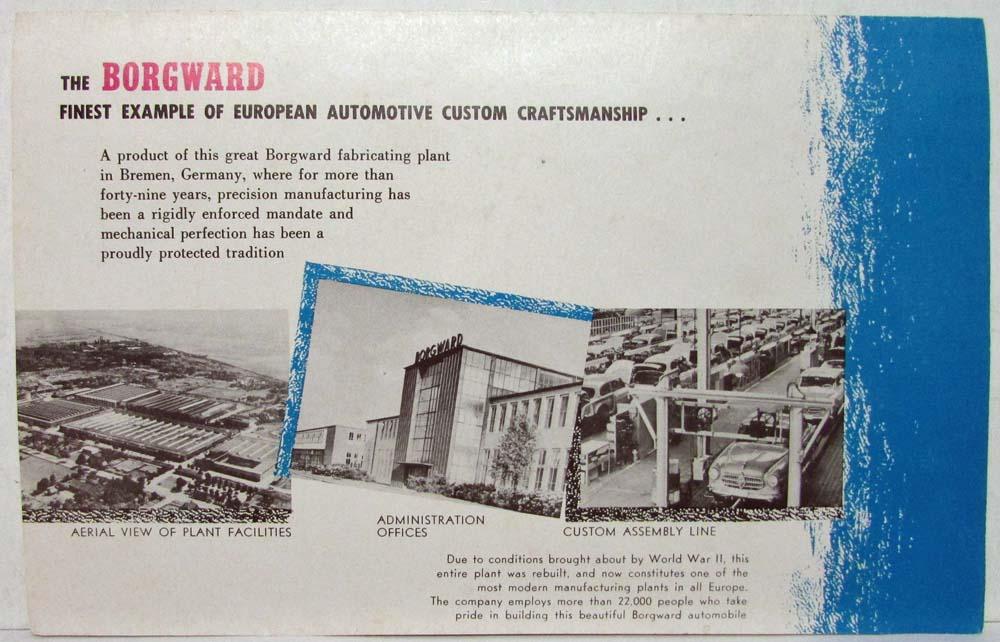 THE BORGWARD
FINEST EXAMPLE OF EUROPEAN AUTOMOTIVE CUSTOM CRAFTSMANSHIP . . .
A product of this great Borgward fabricating plant
in Bremen, Germany, where for more than
forty-nine years, precision manufacturing has
been a rigidly enforced mandate and
mechanical perfection has been a
proudly protected tradition
BORGWARD
AERIAL VIEW OF PLANT FACILITIES
ADMINISTRATION
OFFICES
CUSTOM ASSEMBLY LINE
Due to conditions brought about by World War II, this
entire plant was rebuilt, and now constitutes one of the
most modern manufacturing plants in all Europe.
The company employs more than 22,000 people who take
pride in building this beautiful Borgward automobile